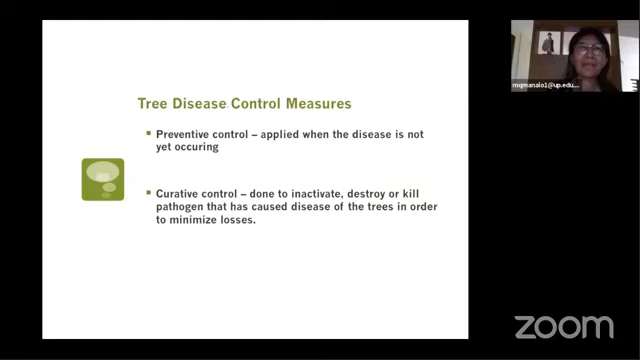 Tree Disease Control Measures
Preventive control – applied when the disease is not
yet occuring
Curative control – done to inactivate, destroy or kill
pathogen that has caused disease of the trees in order
to minimize losses.
mqmanalo1@up.edu...
zoom